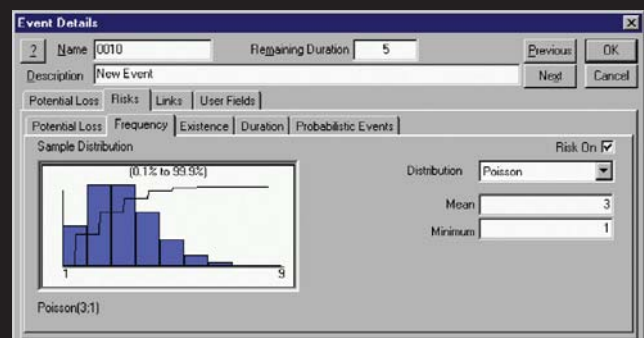 Event Details
? Name 0010 Remaining Duration 5 Previous OK
Description New Event Next Cancel
Potential Loss Risks Links User Fields
Potential Loss Frequency Existence Duration Probabilistic Events
Sample Distribution Risk On
(0.1% to 99.9%)
Distribution Poisson
Mean 3
Minimum 1
1 9
Poisson(3;1)